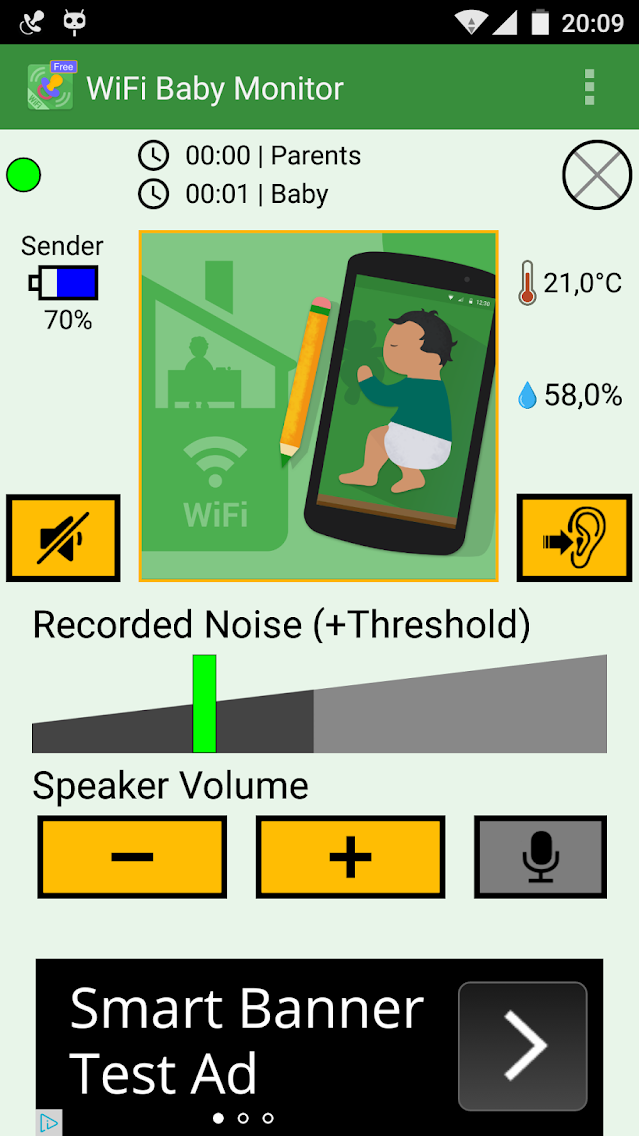 20:09
Free
WiFi
WiFi Baby Monitor
00:00 | Parents
00:01 | Baby
Sender
70%
21,0°C
58,0%
12:30
WiFi
Recorded Noise (+Threshold)
Speaker Volume
Smart Banner
Test Ad